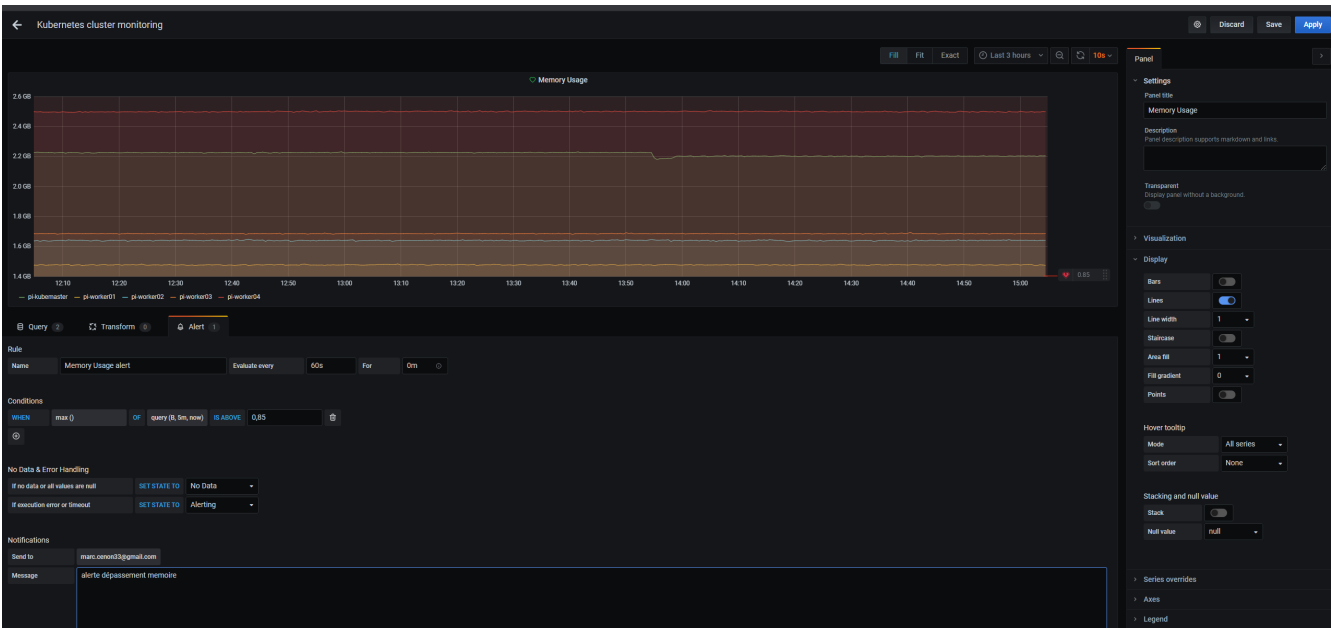 Kubernetes cluster monitoring
Discard Save Apply
Fill Fit Exact Last 3 hours 10s
Memory Usage
2.6 GB
2.4 GB
2.2 GB
2.0 GB
1.8 GB
1.6 GB
1.4 GB
0.85
12:10 12:20 12:30 12:40 12:50 13:00 13:10 13:20 13:30 13:40 13:50 14:00 14:10 14:20 14:30 14:40 14:50 15:00
pi-kubemaster pi-worker01 pi-worker02 pi-worker03 pi-worker04
Query 2 Transform 0 Alert 1
Rule
Name Memory Usage alert Evaluate every 60s For 0m
Conditions
WHEN max () OF query (B, 5m, now) IS ABOVE 0,85
No Data & Error Handling
If no data or all values are null SET STATE TO No Data
If execution error or timeout SET STATE TO Alerting
Notifications
Send to marc.cenon33@gmail.com
Message alerte dépassement memoire
Panel
Settings
Panel title
Memory Usage
Description
Panel description supports markdown and links.
Transparent
Display panel without a background.
Visualization
Display
Bars
Lines
Line width 1
Staircase
Area fill 1
Fill gradient 0
Points
Hover tooltip
Mode All series
Sort order None
Stacking and null value
Stack
Null value null
Series overrides
Axes
Legend